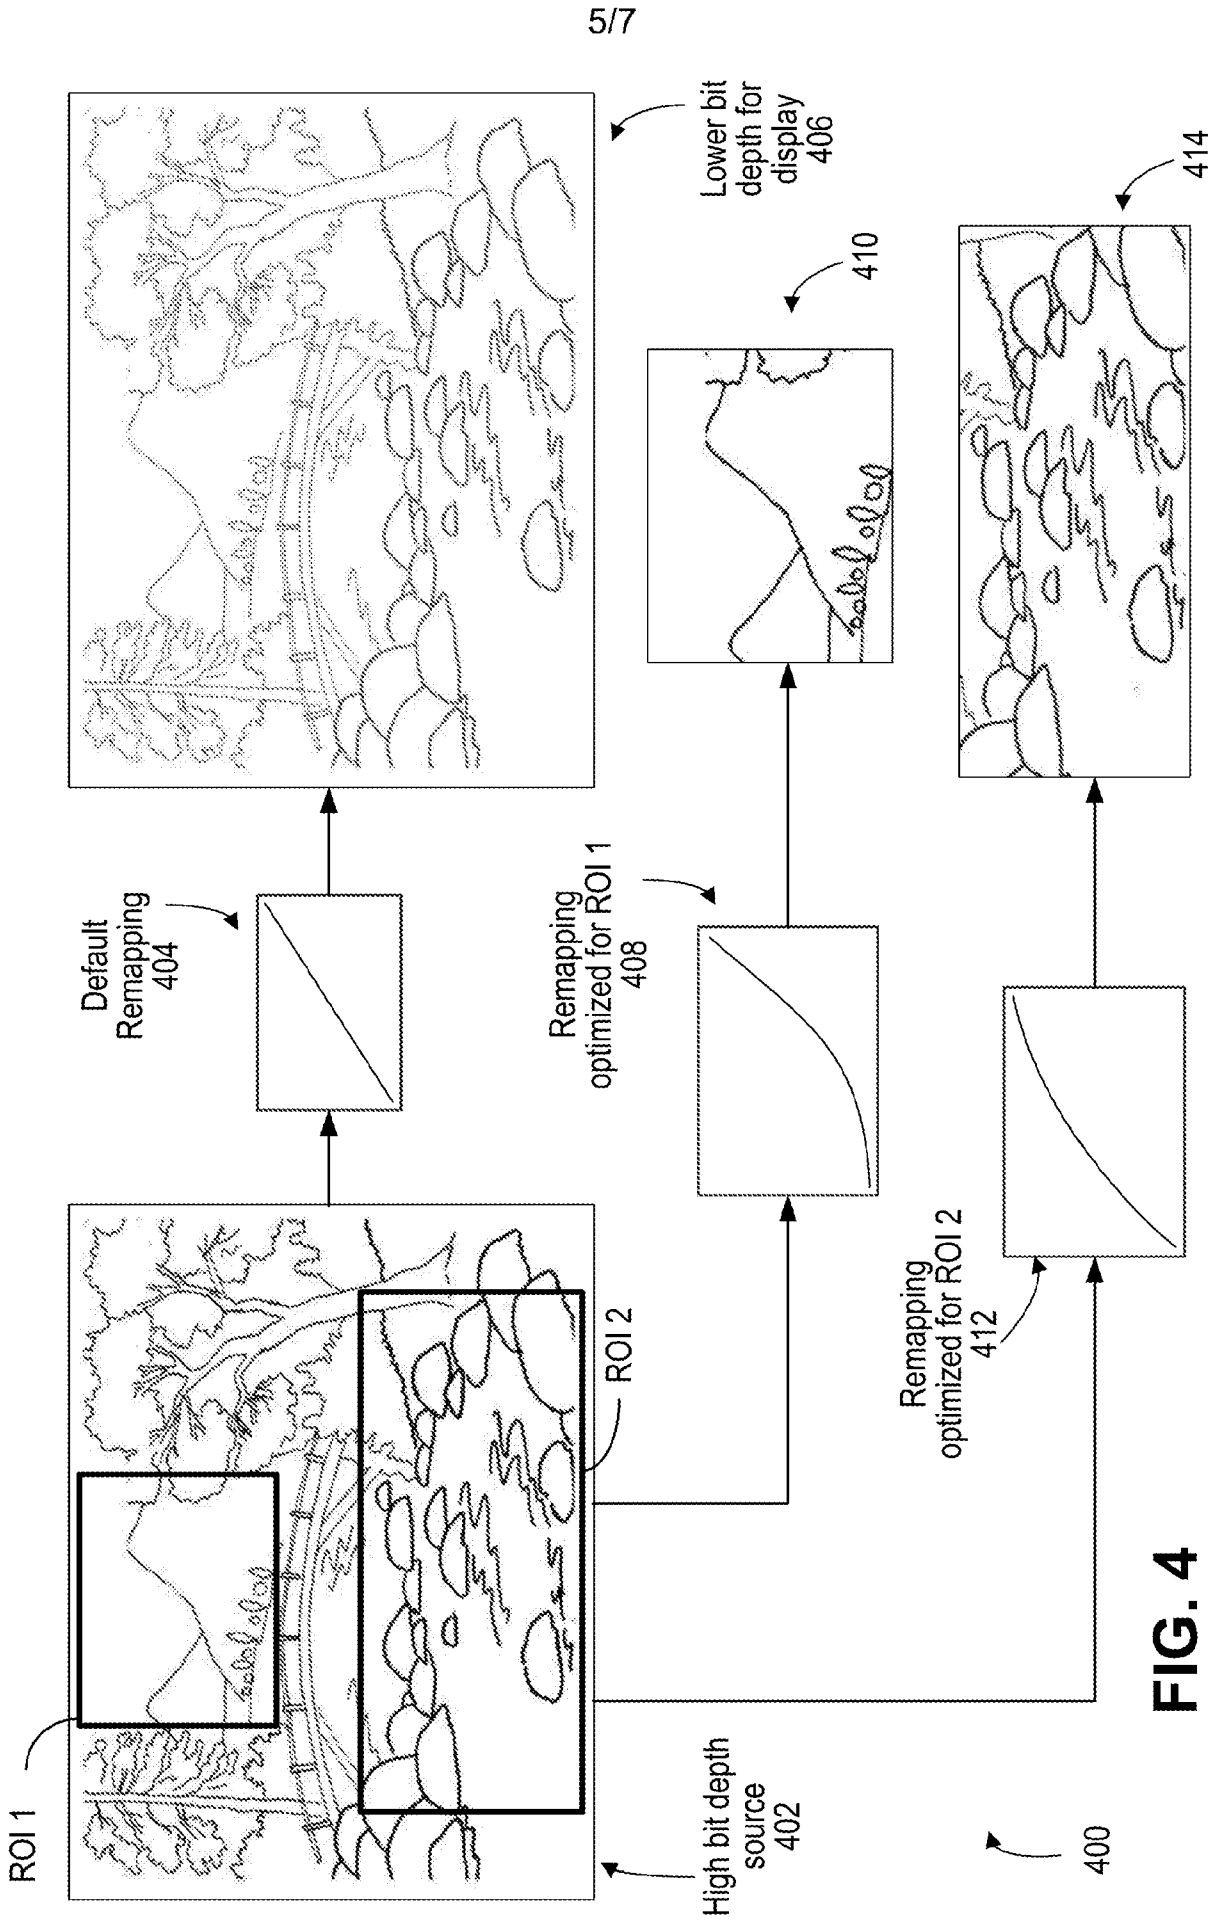 5/7
ROI 1
High bit depth
source
402
ROI 2
Default
Remapping
404
Lower bit
depth for
display
406
Remapping
optimized for ROI 1
408
410
Remapping
optimized for ROI 2
412
414
400
FIG. 4